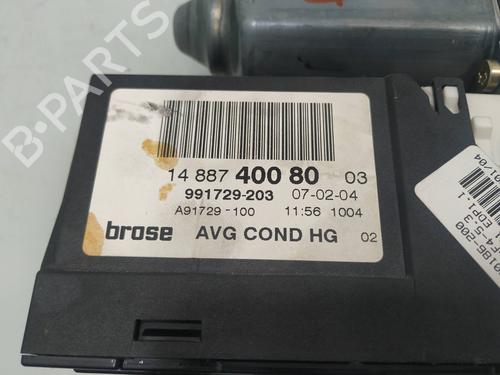 B-PARTS
14 887 400 80 03
991729-203 07-02-04
A91729-100 11:56 1004
brose AVG COND HG 02